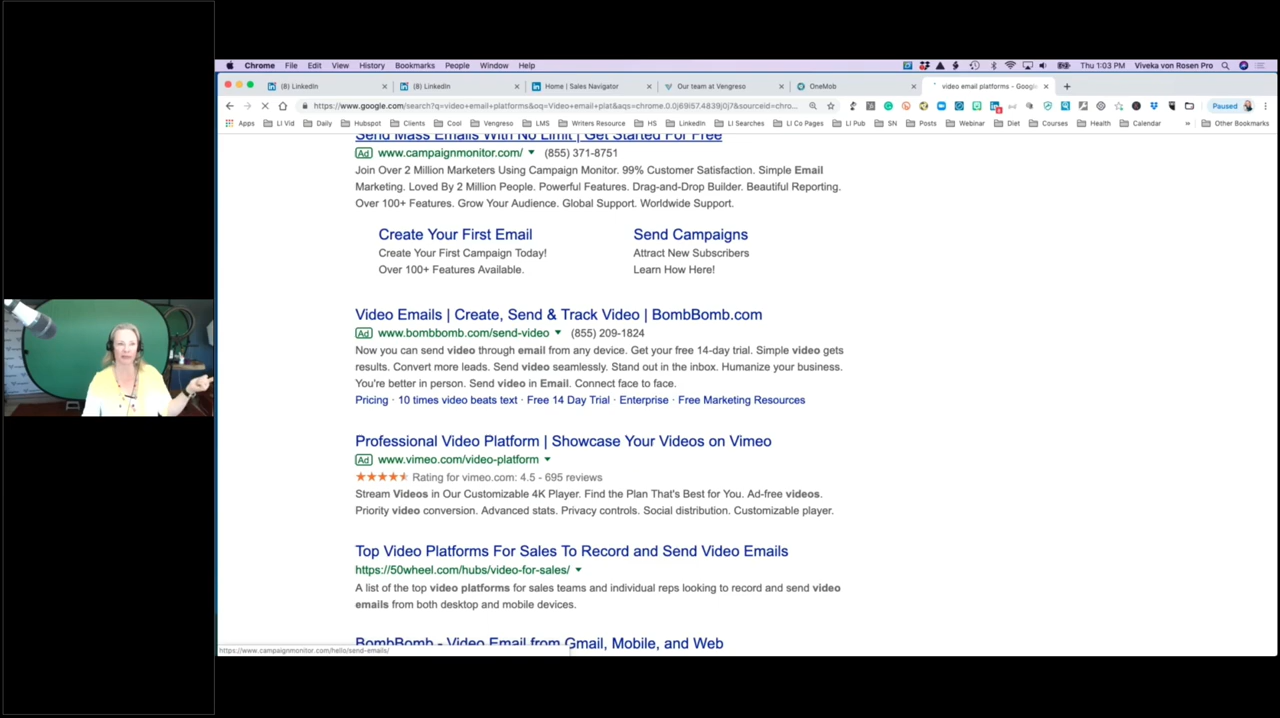 Chrome File Edit View History Bookmarks People Window Help Thu 1:03 PM Viveka von Rosen Pro
(8) LinkedIn (8) LinkedIn Home | Sales Navigator Our team at Vengreso OneMob video email platforms - Goog
https://www.google.com/search?q=video+email+platforms&oq=Video+email+plat&aqs=chrome.0.0j69i57.4839j0j7&sourceid=chro... Paused
Apps LI Vid Daily Hubspot Clients Cool Vengreso LMS Writers Resource HS LinkedIn LI Searches LI Co Pages LI Pub SN Posts Webinar Diet Courses Health Calendar » Other Bookmarks
Send Mass Emails With No Limit | Get Started For Free
Ad www.campaignmonitor.com/ (855) 371-8751
Join Over 2 Million Marketers Using Campaign Monitor. 99% Customer Satisfaction. Simple Email
Marketing. Loved By 2 Million People. Powerful Features. Drag-and-Drop Builder. Beautiful Reporting.
Over 100+ Features. Grow Your Audience. Global Support. Worldwide Support.
Create Your First Email Send Campaigns
Create Your First Campaign Today! Attract New Subscribers
Over 100+ Features Available. Learn How Here!
Video Emails | Create, Send & Track Video | BombBomb.com
Ad www.bombbomb.com/send-video (855) 209-1824
Now you can send video through email from any device. Get your free 14-day trial. Simple video gets
results. Convert more leads. Send video seamlessly. Stand out in the inbox. Humanize your business.
You're better in person. Send video in Email. Connect face to face.
Pricing · 10 times video beats text · Free 14 Day Trial · Enterprise · Free Marketing Resources
Professional Video Platform | Showcase Your Videos on Vimeo
Ad www.vimeo.com/video-platform
Rating for vimeo.com: 4.5 - 695 reviews
Stream Videos in Our Customizable 4K Player. Find the Plan That's Best for You. Ad-free videos.
Priority video conversion. Advanced stats. Privacy controls. Social distribution. Customizable player.
Top Video Platforms For Sales To Record and Send Video Emails
https://50wheel.com/hubs/video-for-sales/
A list of the top video platforms for sales teams and individual reps looking to record and send video
emails from both desktop and mobile devices.
BombBomb - Video Email from Gmail, Mobile, and Web
https://www.campaignmonitor.com/hello/send-emails/